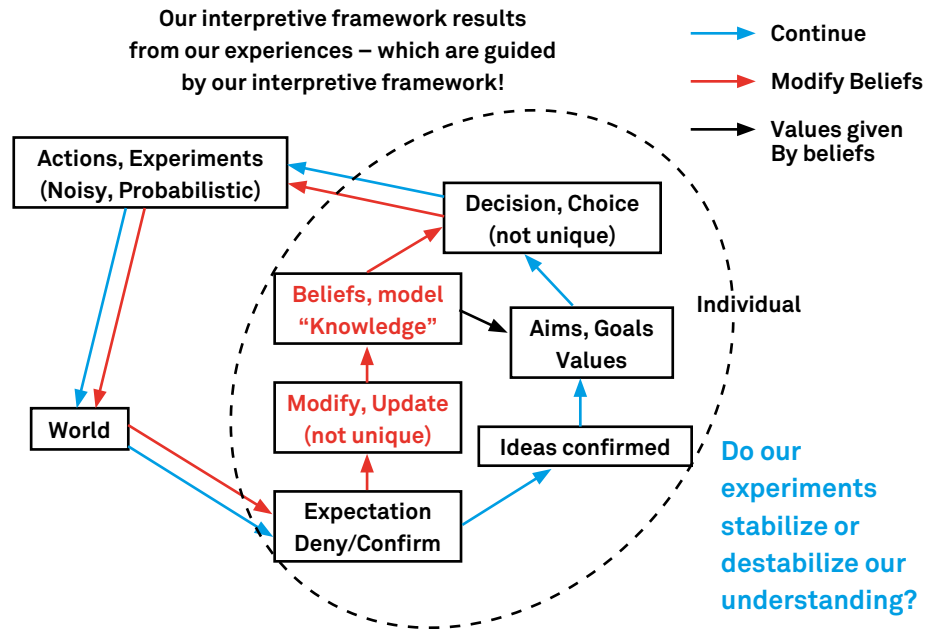 Our interpretive framework results
from our experiences – which are guided
by our interpretive framework!
Continue
Modify Beliefs
Values given
By beliefs
Actions, Experiments
(Noisy, Probabilistic)
Decision, Choice
(not unique)
Beliefs, model
“Knowledge”
Individual
Aims, Goals
Values
Modify, Update
(not unique)
World
Ideas confirmed
Expectation
Deny/Confirm
Do our
experiments
stabilize or
destabilize our
understanding?